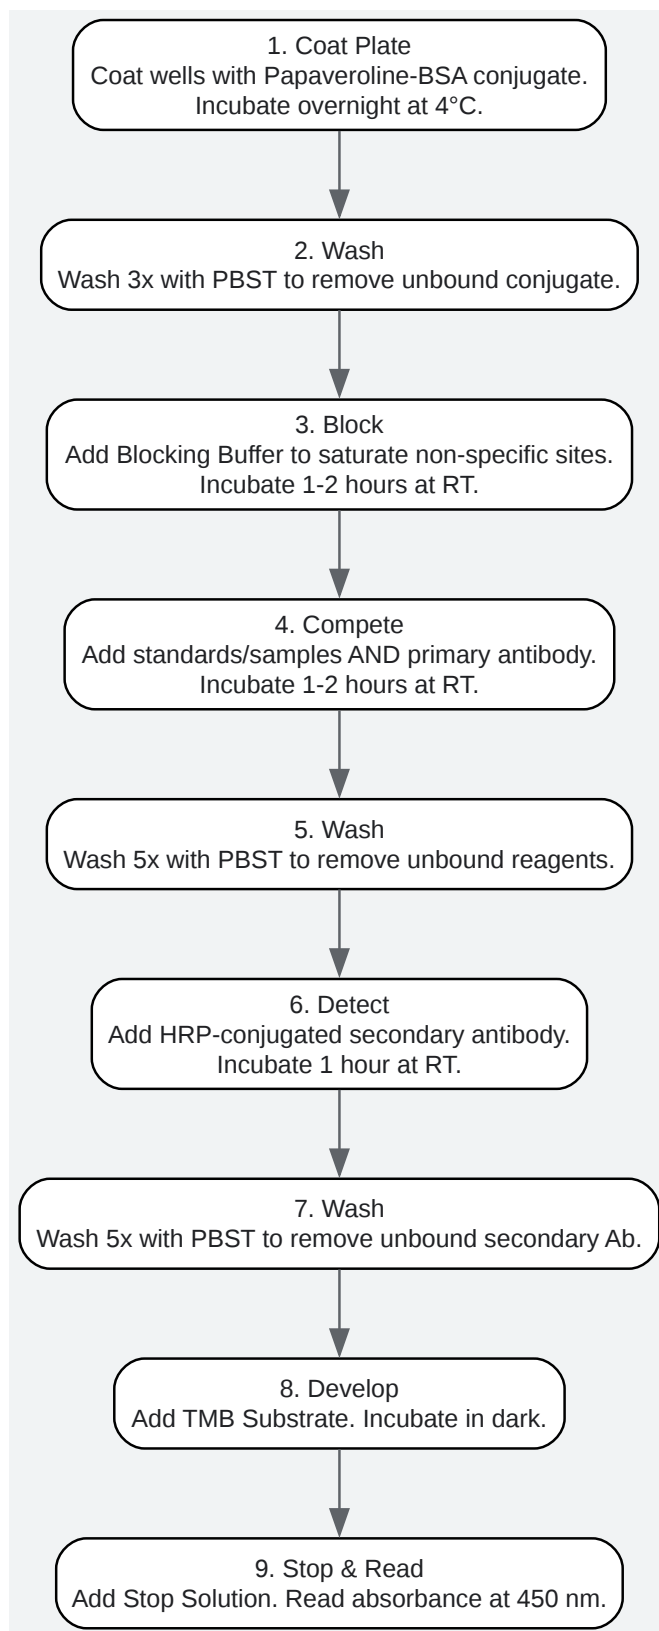 1. Coat Plate
Coat wells with Papaveroline-BSA conjugate.
Incubate overnight at 4°C.
2. Wash
Wash 3x with PBST to remove unbound conjugate.
3. Block
Add Blocking Buffer to saturate non-specific sites.
Incubate 1-2 hours at RT.
4. Compete
Add standards/samples AND primary antibody.
Incubate 1-2 hours at RT.
5. Wash
Wash 5x with PBST to remove unbound reagents.
6. Detect
Add HRP-conjugated secondary antibody.
Incubate 1 hour at RT.
7. Wash
Wash 5x with PBST to remove unbound secondary Ab.
8. Develop
Add TMB Substrate. Incubate in dark.
9. Stop & Read
Add Stop Solution. Read absorbance at 450 nm.